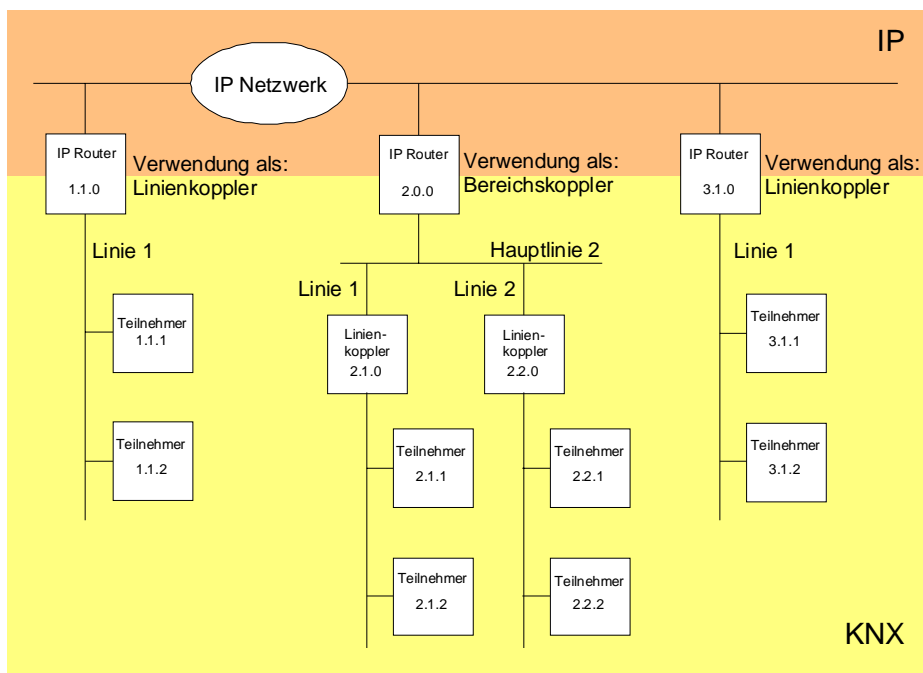 IP
IP Netzwerk
IP Router
1.1.0
Verwendung als:
Linienkoppler
IP Router
2.0.0
Verwendung als:
Bereichskoppler
IP Router
3.1.0
Verwendung als:
Linienkoppler
Linie 1
Teilnehmer
1.1.1
Teilnehmer
1.1.2
Hauptlinie 2
Linie 1
Linie 2
Linien-
koppler
2.1.0
Linien-
koppler
2.2.0
Teilnehmer
2.1.1
Teilnehmer
2.1.2
Teilnehmer
2.2.1
Teilnehmer
2.2.2
Linie 1
Teilnehmer
3.1.1
Teilnehmer
3.1.2
KNX